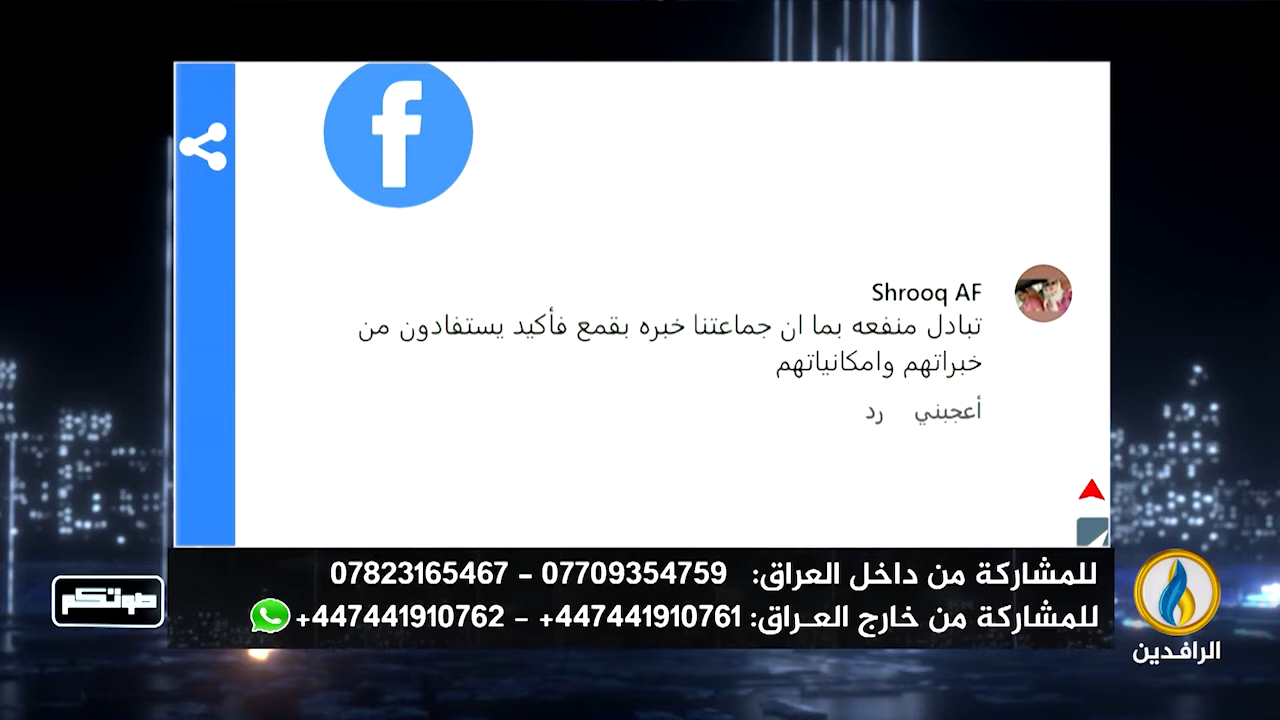 f
Shrooq AF
تبادل منفعه بما ان جماعتنا خبره بقمع فأكيد يستفادون من
خبراتهم وامكانياتهم
أعجبني رد
للمشاركة من داخل العراق: 07709354759 - 07823165467
للمشاركة من خارج العـراق: 447441910761+ - 447441910762+
صوتكم
الرافـدين